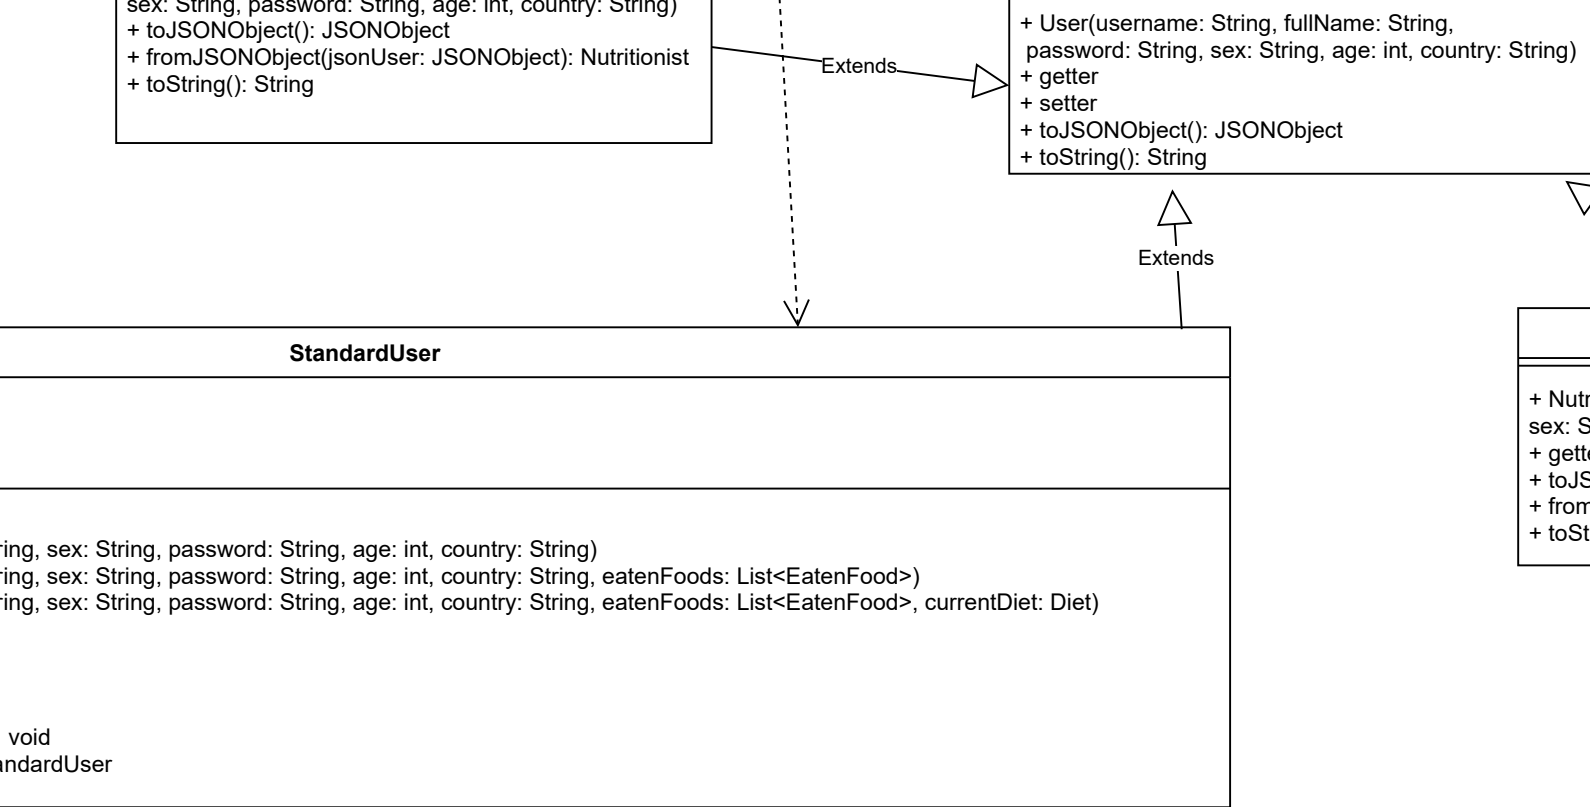 sex: String, password: String, age: int, country: String)
+ toJSONObject(): JSONObject
+ fromJSONObject(jsonUser: JSONObject): Nutritionist
+ toString(): String
Extends
+ User(username: String, fullName: String,
password: String, sex: String, age: int, country: String)
+ getter
+ setter
+ toJSONObject(): JSONObject
+ toString(): String
Extends
StandardUser
ring, sex: String, password: String, age: int, country: String)
ring, sex: String, password: String, age: int, country: String, eatenFoods: List<EatenFood>)
ring, sex: String, password: String, age: int, country: String, eatenFoods: List<EatenFood>, currentDiet: Diet)
void
andardUser
+ Nutr
sex: S
+ gette
+ toJS
+ from
+ toSt